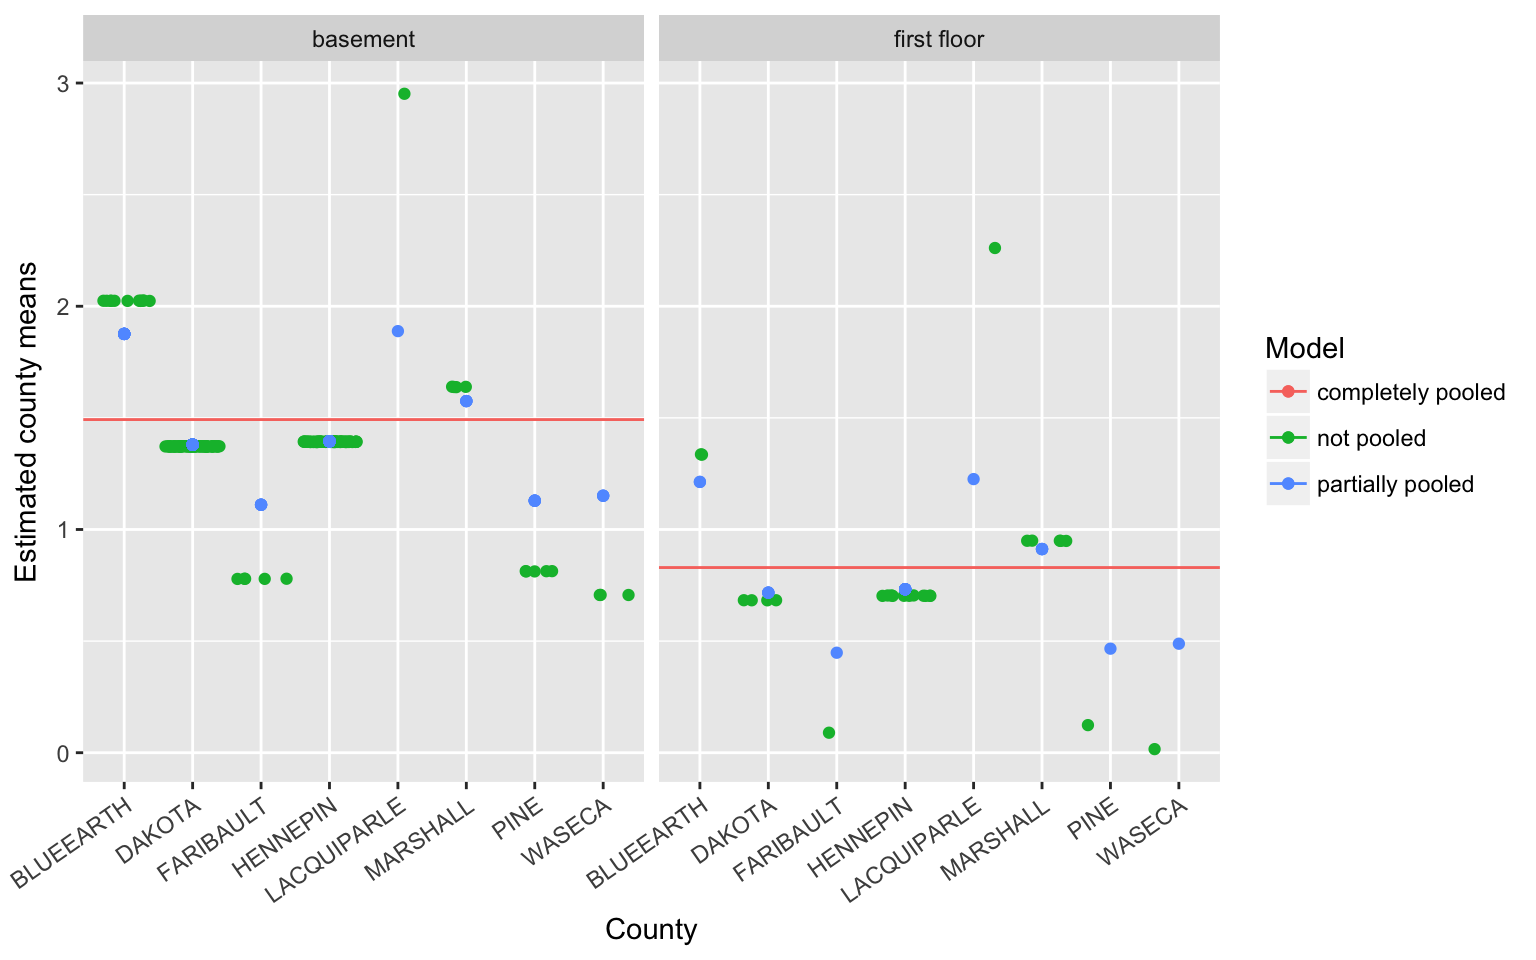 basement
first floor
Estimated county means
3
2
1
0
BLUEEARTH
DAKOTA
FARIBAULT
HENNEPIN
LACQUIPARLE
MARSHALL
PINE
WASECA
BLUEEARTH
DAKOTA
FARIBAULT
HENNEPIN
LACQUIPARLE
MARSHALL
PINE
WASECA
County
Model
completely pooled
not pooled
partially pooled